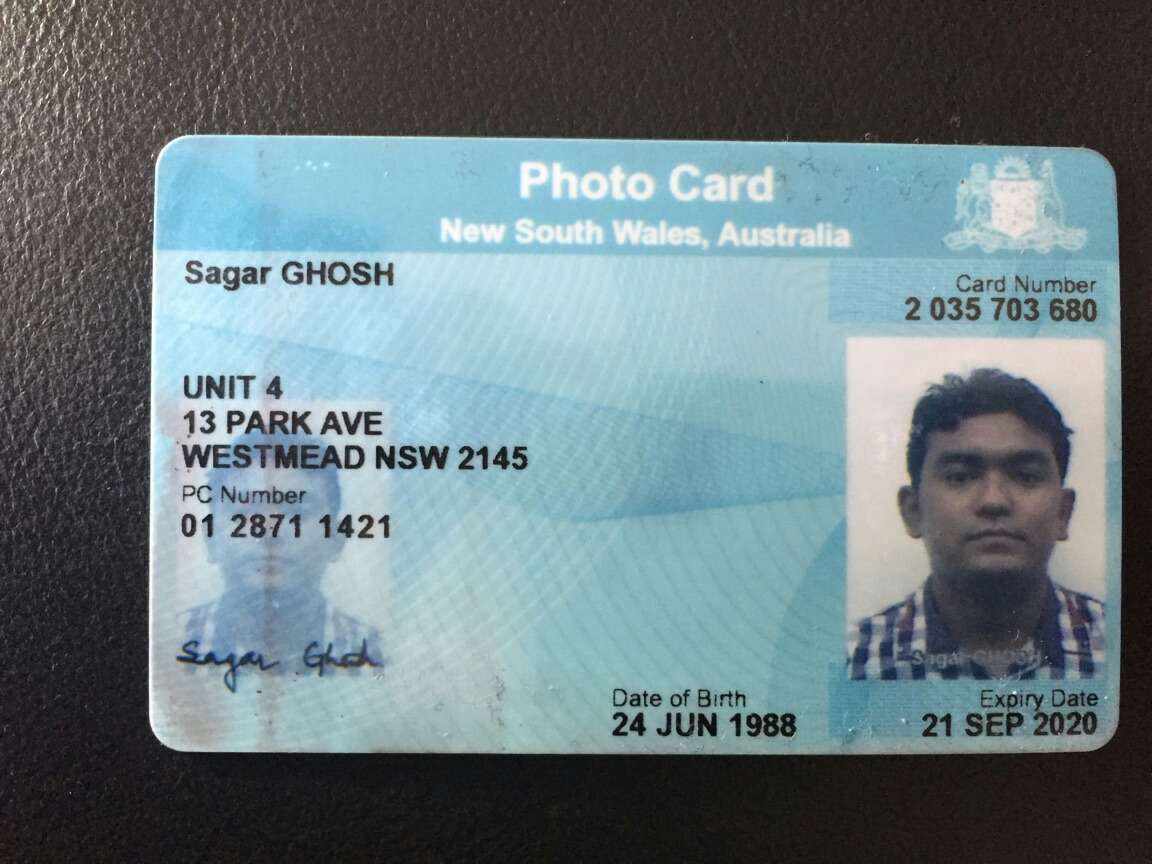 Photo Card
New South Wales, Australia
Sagar GHOSH
Card Number
2 035 703 680
UNIT 4
13 PARK AVE
WESTMEAD NSW 2145
PC Number
01 2871 1421
Sagar Ghosh
Sagar GHOSH
Date of Birth
24 JUN 1988
Expiry Date
21 SEP 2020